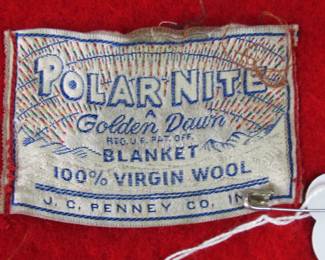 POLAR NITE
A
Golden Dawn
REG. U.S. PAT. OFF.
BLANKET
100% VIRGIN WOOL
J. C. PENNEY CO. IN